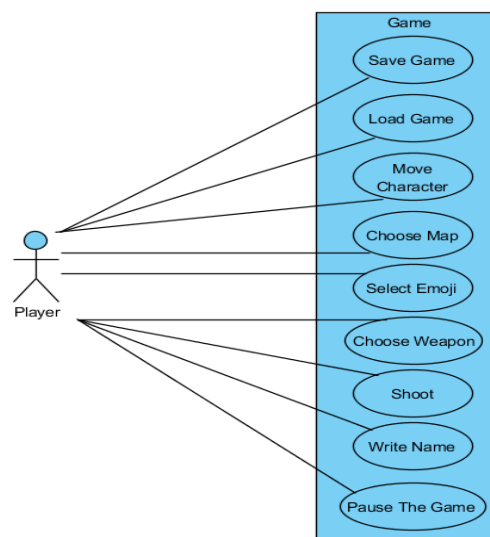 Game
Save Game
Load Game
Move
Character
Choose Map
Select Emoji
Player
Choose Weapon
Shoot
Write Name
Pause The Game